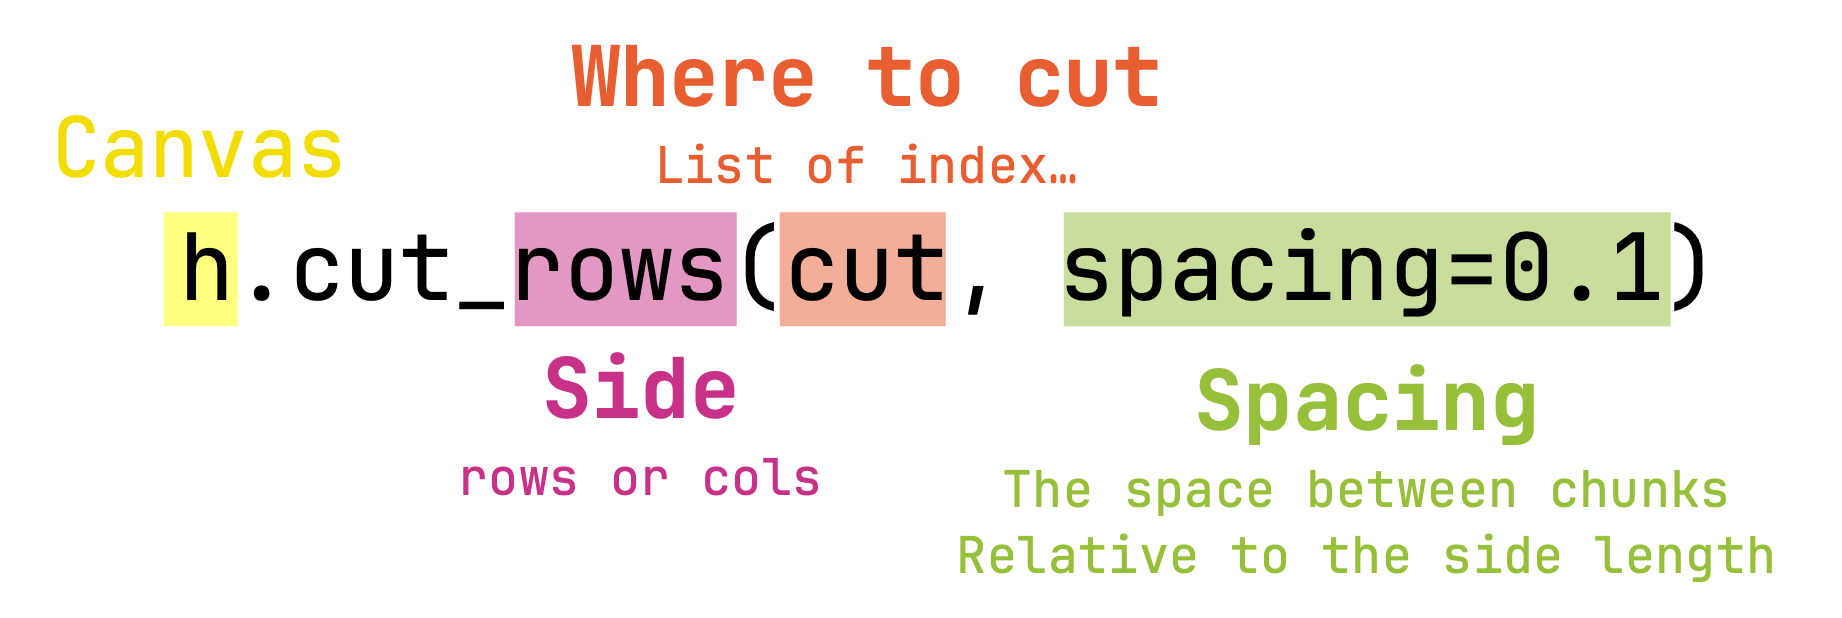 Where to cut
Canvas
List of index…
h.cut_rows(cut, spacing=0.1)
Side
Spacing
rows or cols
The space between chunks
Relative to the side length